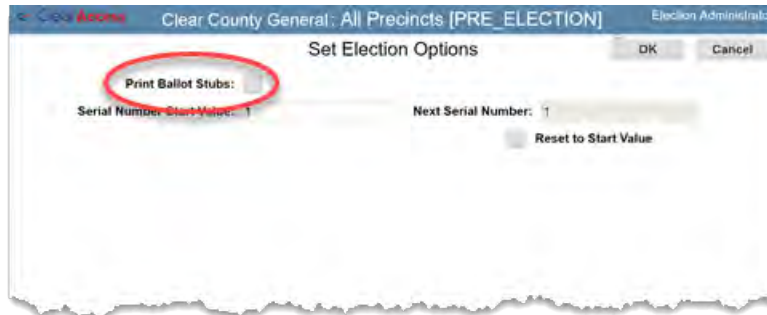 ClearAccess Clear County General: All Precincts [PRE_ELECTION] Election Administrator
Set Election Options OK Cancel
Print Ballot Stubs:
Serial Number Start Value: 1 Next Serial Number: 1
Reset to Start Value